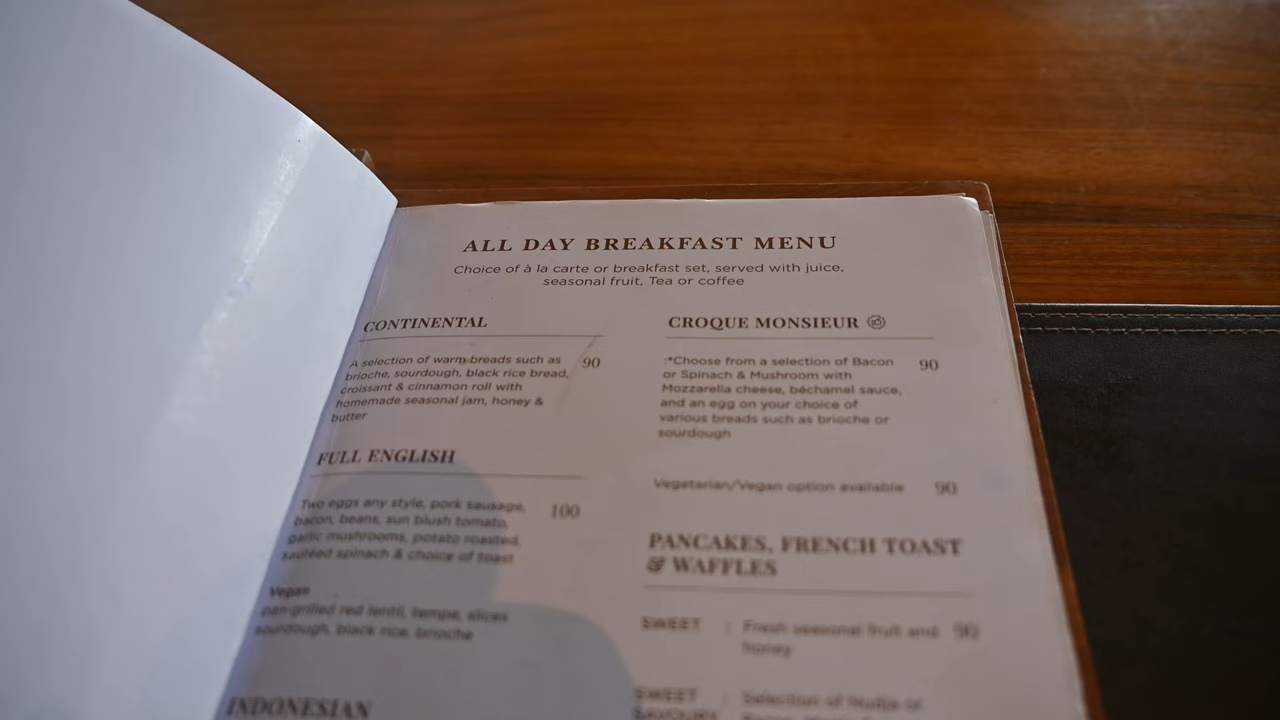 ALL DAY BREAKFAST MENU
Choice of à la carte or breakfast set, served with juice,
seasonal fruit, Tea or coffee
CONTINENTAL
A selection of warm breads such as 90
brioche, sourdough, black rice bread,
croissant & cinnamon roll with
homemade seasonal jam, honey &
butter
FULL ENGLISH
Two eggs any style, pork sausage, 100
bacon, beans, sun blush tomato,
garlic mushrooms, potato roasted,
sautéed spinach & choice of toast
Vegan
pan-grilled red lentil, tempe, slices
sourdough, black rice, brioche
INDONESIAN
CROQUE MONSIEUR
:*Choose from a selection of Bacon 90
or Spinach & Mushroom with
Mozzarella cheese, béchamel sauce,
and an egg on your choice of
various breads such as brioche or
sourdough
Vegetarian/Vegan option available 90
PANCAKES, FRENCH TOAST
& WAFFLES
SWEET : Fresh seasonal fruit and 90
honey
SWEET : Selection of or
SAVOURY